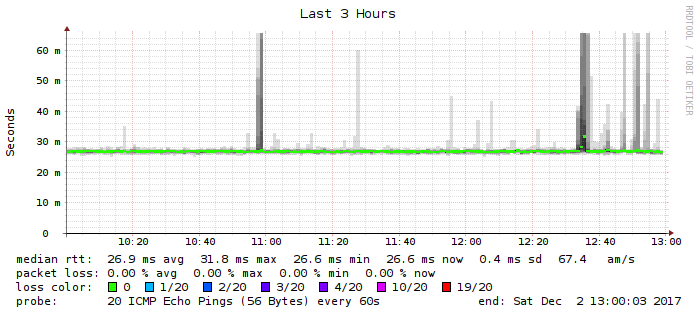 Last 3 Hours
RRDTOOL / TOBI OETIKER
Seconds
60 m
50 m
40 m
30 m
20 m
10 m
0
10:20 10:40 11:00 11:20 11:40 12:00 12:20 12:40 13:00
median rtt: 26.9 ms avg 31.8 ms max 26.6 ms min 26.6 ms now 0.4 ms sd 67.4 am/s
packet loss: 0.00 % avg 0.00 % max 0.00 % min 0.00 % now
loss color: 0 1/20 2/20 3/20 4/20 10/20 19/20
probe: 20 ICMP Echo Pings (56 Bytes) every 60s end: Sat Dec 2 13:00:03 2017